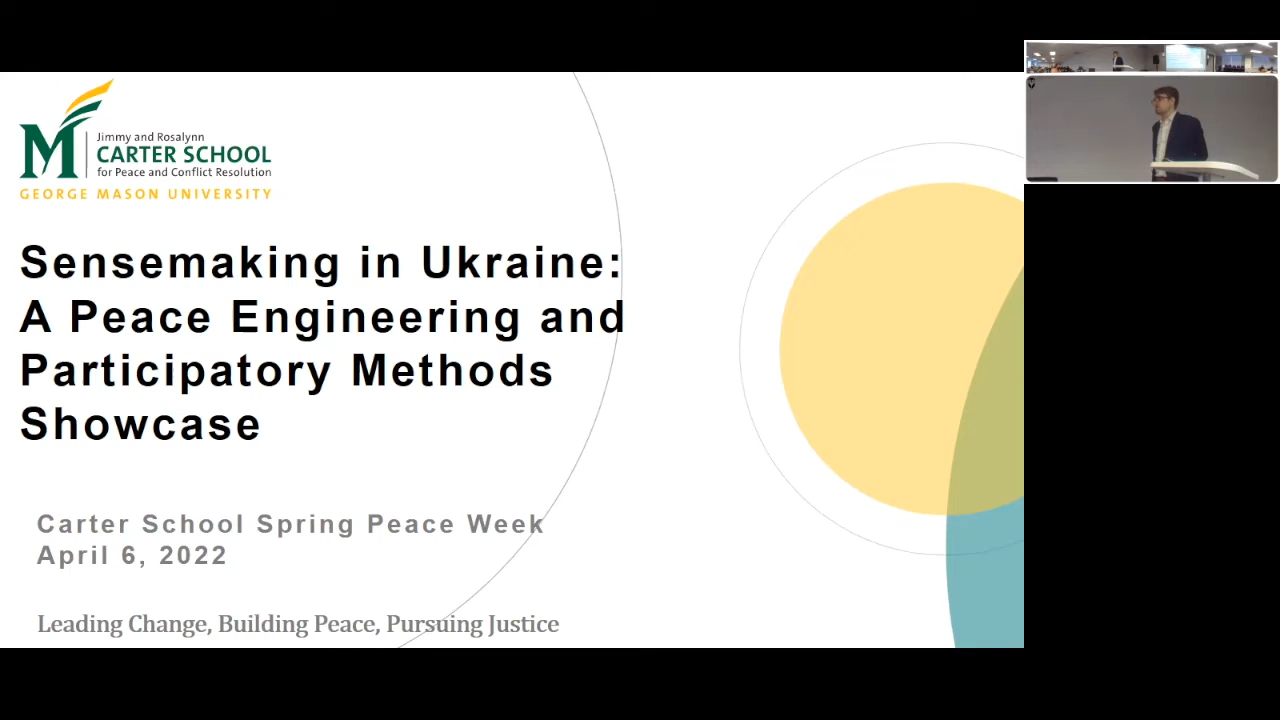 Jimmy and Rosalynn
CARTER SCHOOL
for Peace and Conflict Resolution
GEORGE MASON UNIVERSITY
Sensemaking in Ukraine:
A Peace Engineering and
Participatory Methods
Showcase
Carter School Spring Peace Week
April 6, 2022
Leading Change, Building Peace, Pursuing Justice